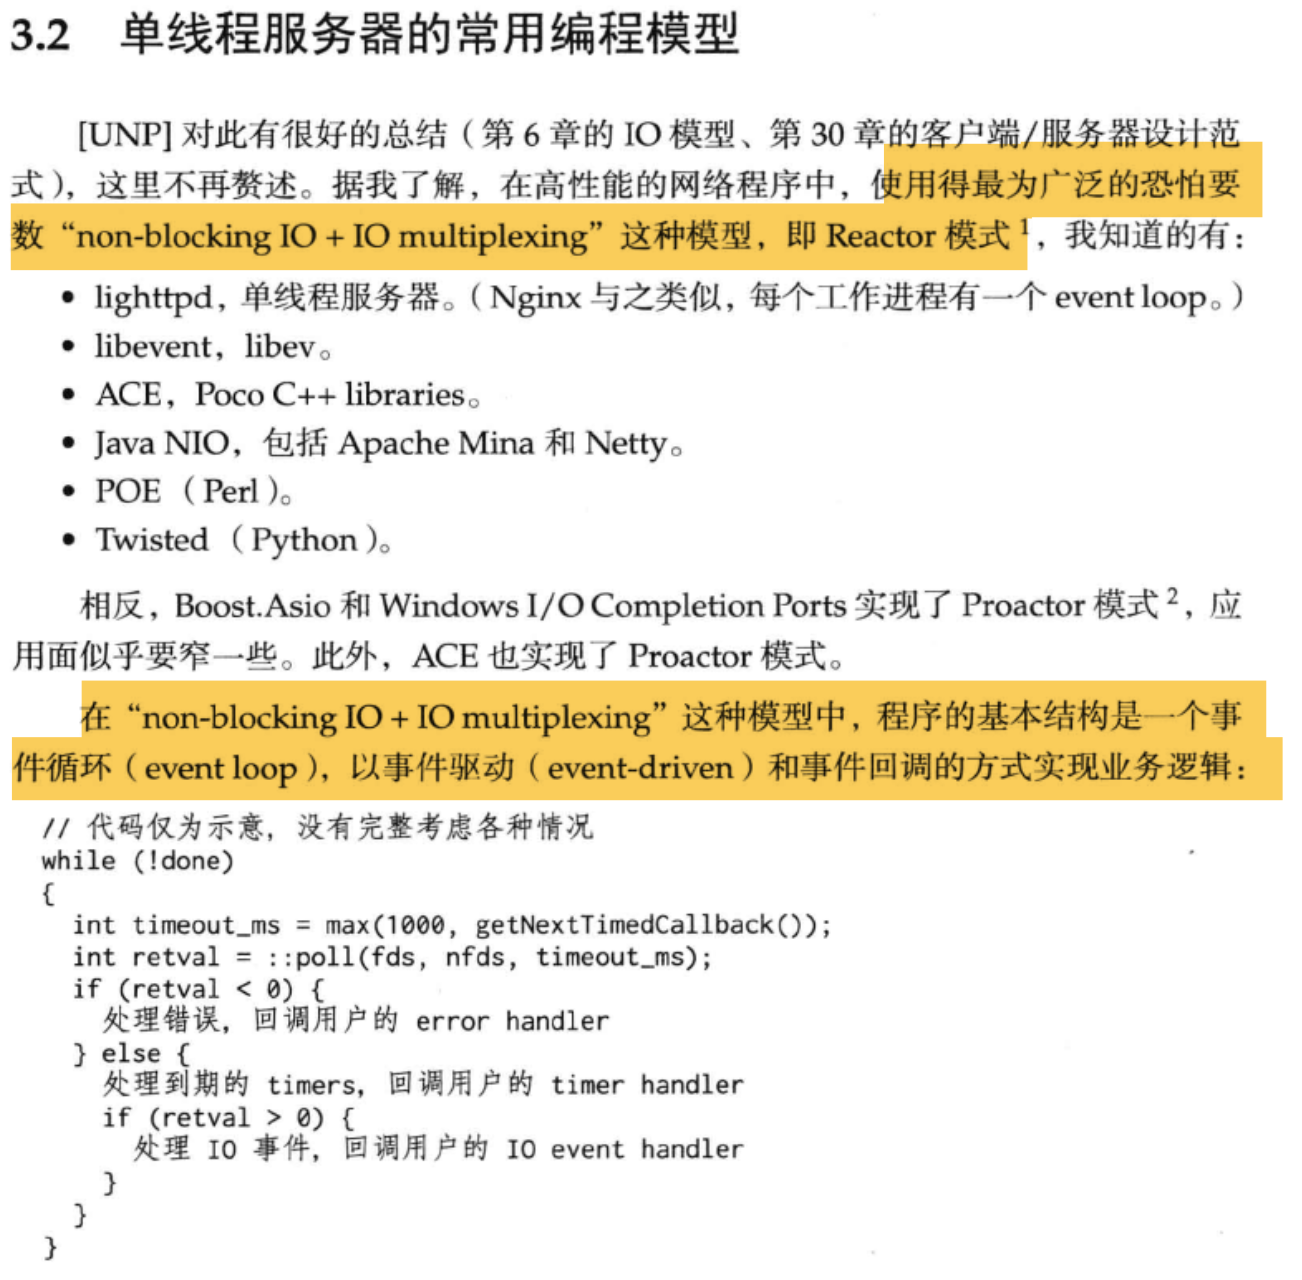 3.2 单线程服务器的常用编程模型
[UNP] 对此有很好的总结（第 6 章的 IO 模型、第 30 章的客户端/服务器设计范
式），这里不再赘述。据我了解，在高性能的网络程序中，使用得最为广泛的恐怕要
数“non-blocking IO + IO multiplexing”这种模型，即 Reactor 模式 1，我知道的有：
• lighttpd，单线程服务器。（Nginx 与之类似，每个工作进程有一个 event loop。）
• libevent，libev。
• ACE，Poco C++ libraries。
• Java NIO，包括 Apache Mina 和 Netty。
• POE（Perl）。
• Twisted（Python）。
相反，Boost.Asio 和 Windows I/O Completion Ports 实现了 Proactor 模式 2，应
用面似乎要窄一些。此外，ACE 也实现了 Proactor 模式。
在“non-blocking IO + IO multiplexing”这种模型中，程序的基本结构是一个事
件循环（event loop），以事件驱动（event-driven）和事件回调的方式实现业务逻辑：
// 代码仅为示意，没有完整考虑各种情况
while (!done)
{
  int timeout_ms = max(1000, getNextTimedCallback());
  int retval = ::poll(fds, nfds, timeout_ms);
  if (retval < 0) {
    处理错误，回调用户的 error handler
  } else {
    处理到期的 timers，回调用户的 timer handler
    if (retval > 0) {
      处理 IO 事件，回调用户的 IO event handler
    }
  }
}